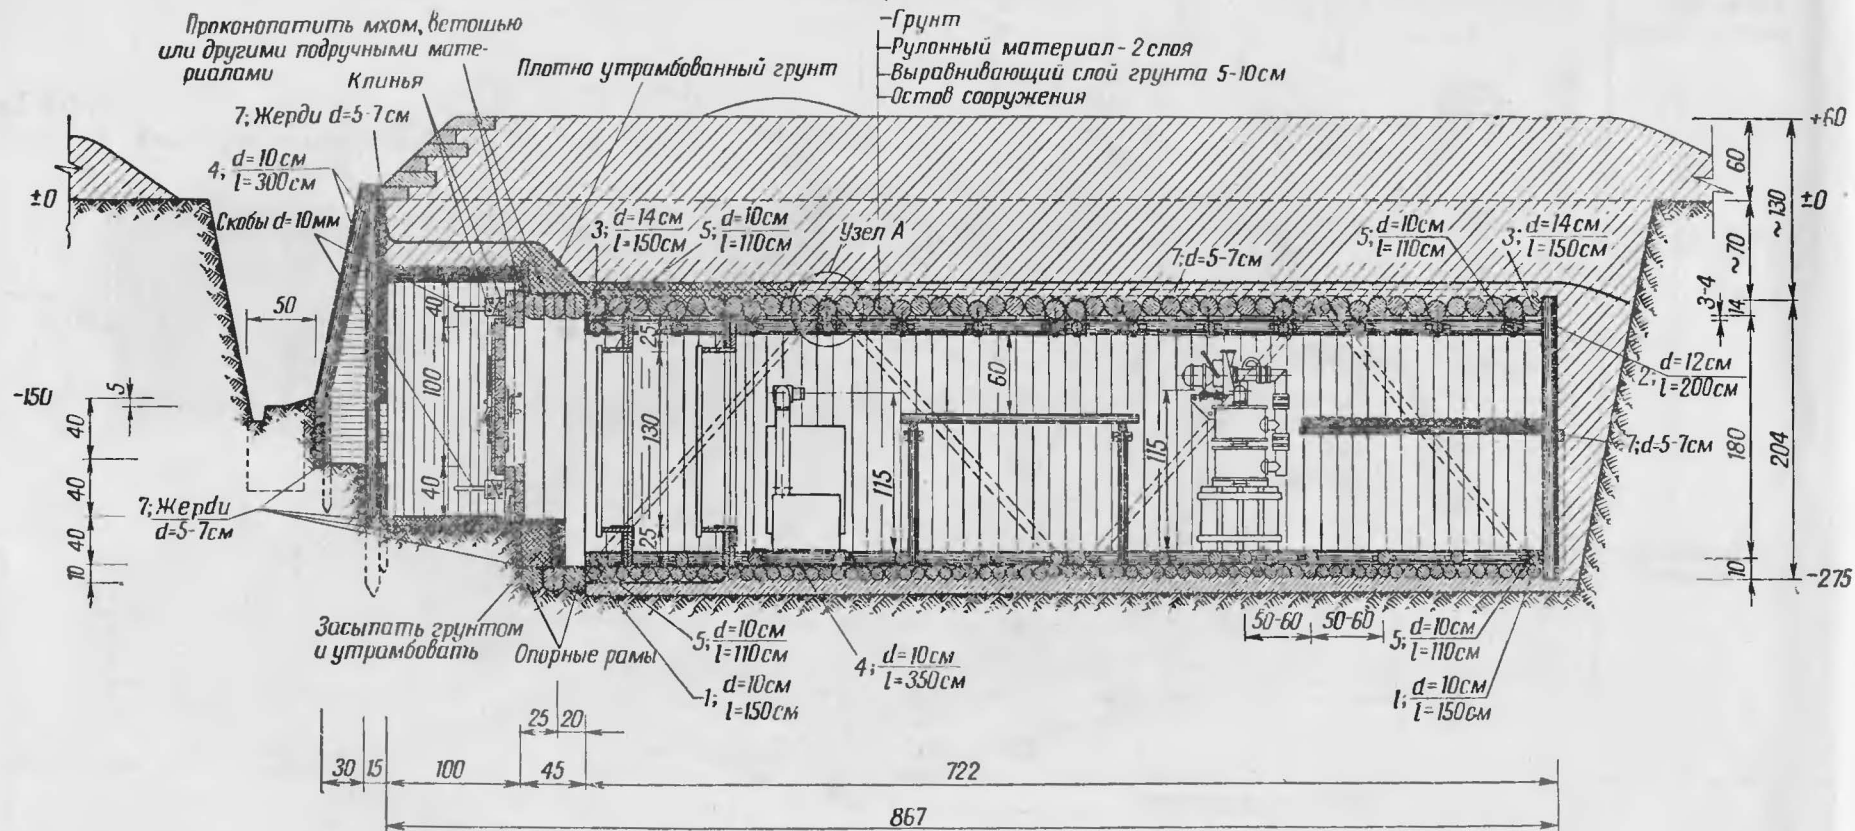 Проконопатить мхом, ветошью
или другими подручными мате-
риалами
Клинья
7; Жерди d=5-7см
4; d=10см
l=300см
Скобы d=10мм
Плотно утрамбованный грунт
-Грунт
-Рулонный материал-2 слоя
-Выравнивающий слой грунта 5-10см
-Остов сооружения
3; d=14см
l=150см
5; d=10см
l=110см
Узел А
7; d=5-7см
5; d=10см
l=110см
3; d=14см
l=150см
+60
60
±0
±0
~130
~70
3-4
14
50
-150
5
40
40
40
10
40
100
40
25
130
25
115
60
115
2; d=12см
l=200см
7; d=5-7см
180
204
10
-275
7; Жерди
d=5-7см
Засыпать грунтом
и утрамбовать
Опорные рамы
5; d=10см
l=110см
1; d=10см
l=150см
4; d=10см
l=350см
50-60
50-60
5; d=10см
l=110см
1; d=10см
l=150см
25
20
30
15
100
45
722
867